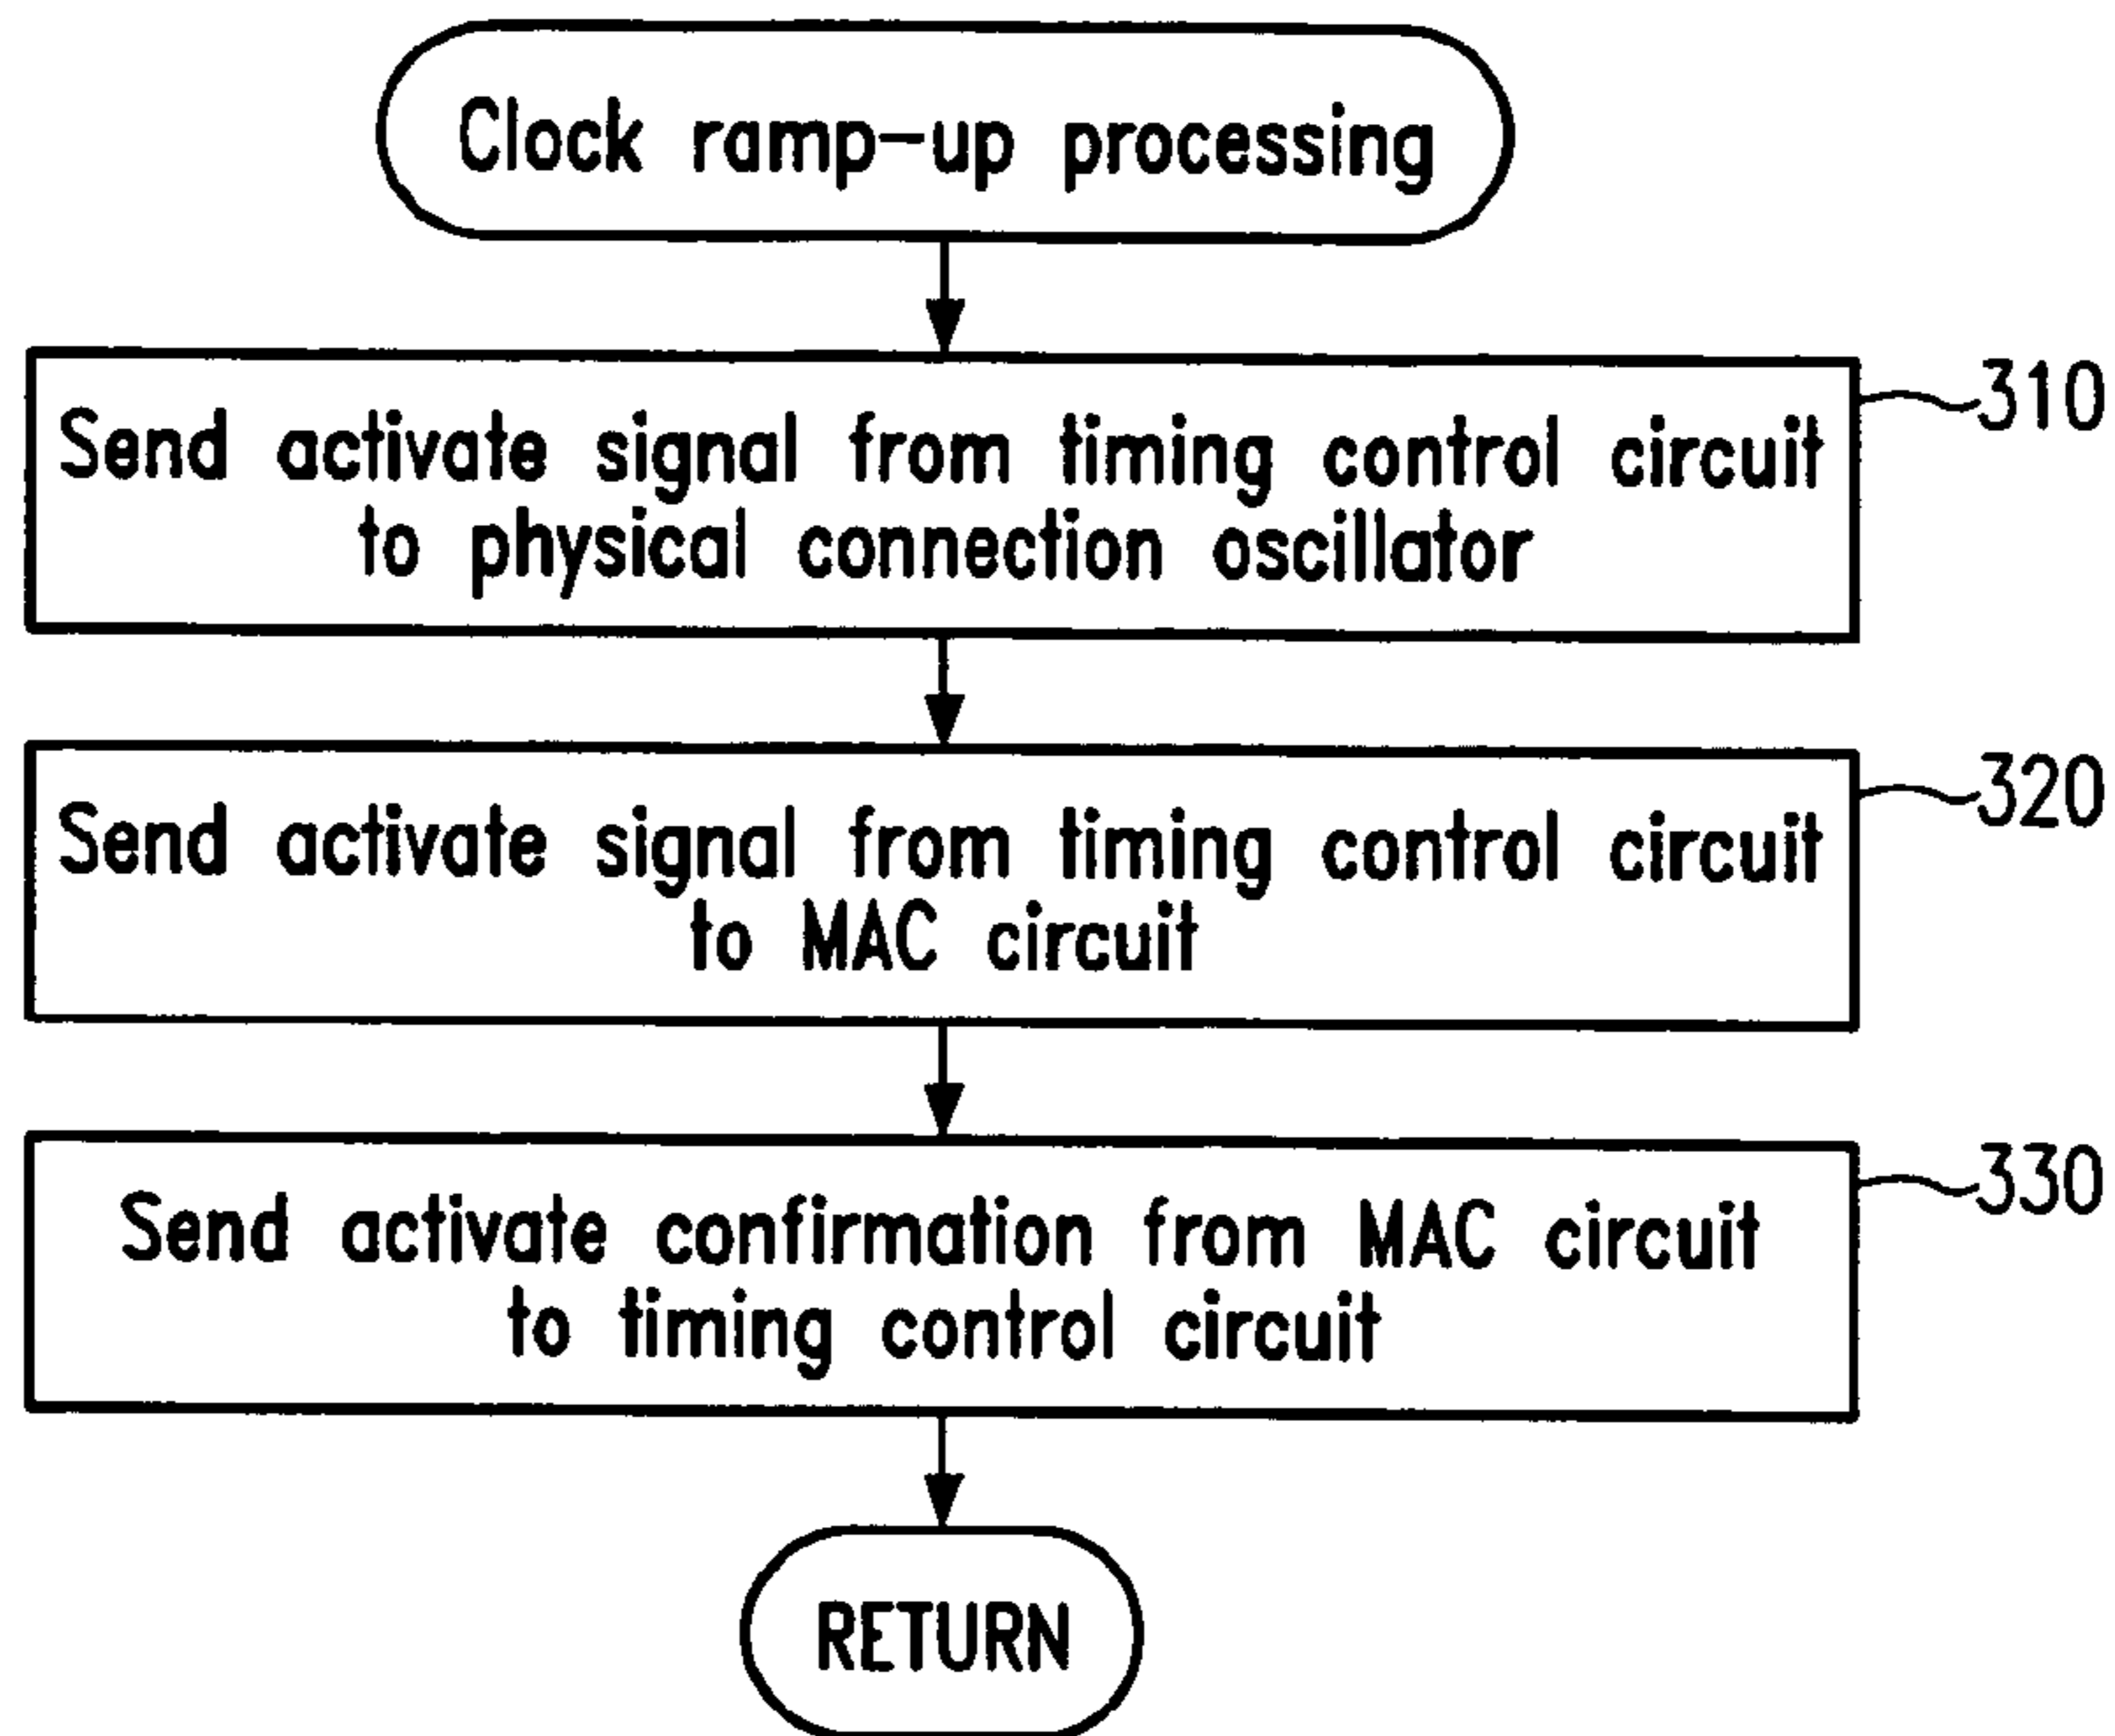 Clock ramp-up processing
Send activate signal from timing control circuit
to physical connection oscillator
310
Send activate signal from timing control circuit
to MAC circuit
320
Send activate confirmation from MAC circuit
to timing control circuit
330
RETURN